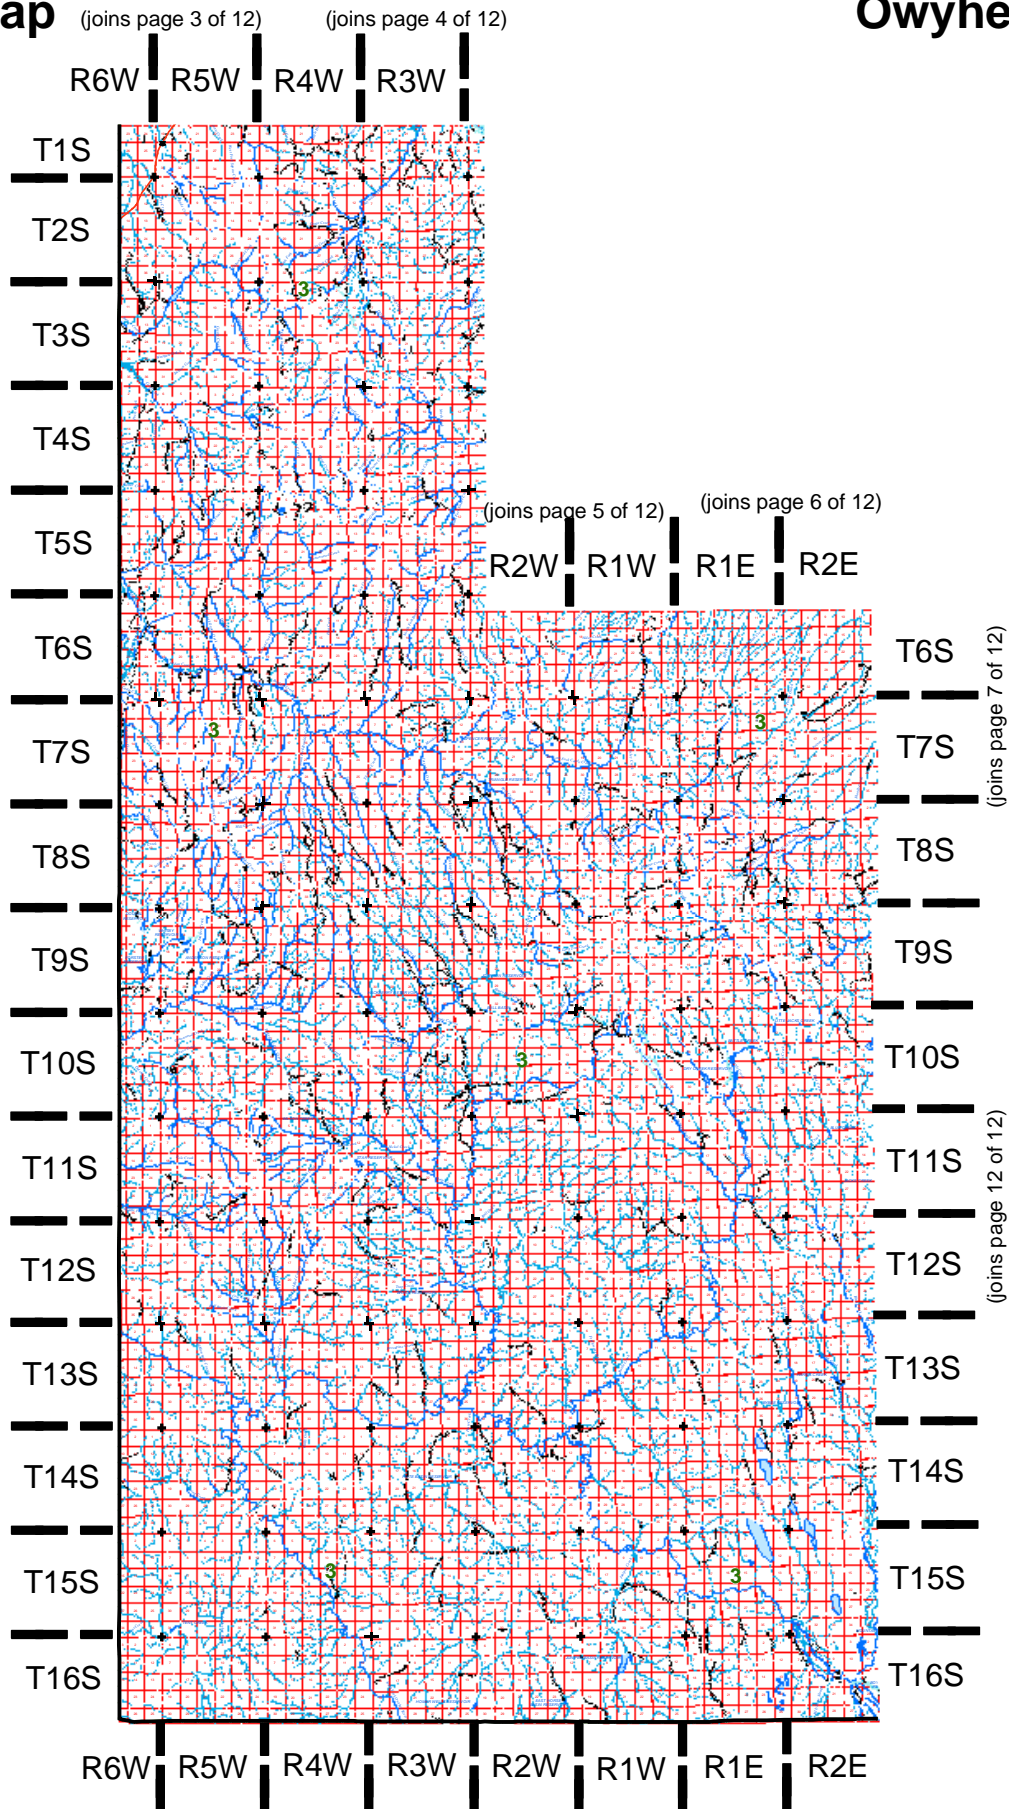 ap
Owyhe
(joins page 3 of 12)
(joins page 4 of 12)
R6W
R5W
R4W
R3W
T1S
T2S
3
T3S
T4S
T5S
(joins page 5 of 12)
(joins page 6 of 12)
R2W
R1W
R1E
R2E
T6S
T6S
(joins page 7 of 12)
3
3
T7S
T7S
T8S
T8S
T9S
T9S
T10S
3
T10S
T11S
T11S
(joins page 12 of 12)
T12S
T12S
T13S
T13S
T14S
T14S
T15S
3
3
T15S
T16S
T16S
R6W
R5W
R4W
R3W
R2W
R1W
R1E
R2E